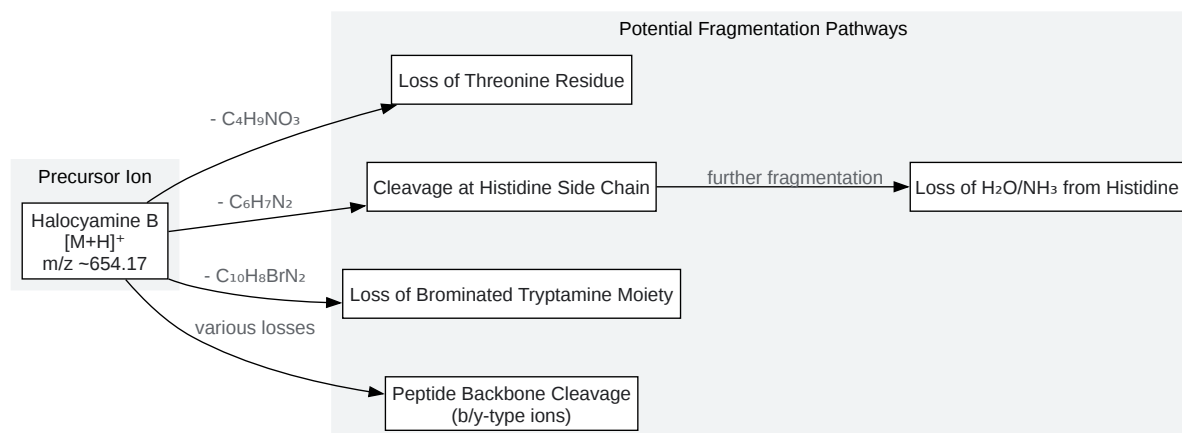 Potential Fragmentation Pathways
Loss of Threonine Residue
- C₄H₉NO₃
Precursor Ion
Halocyamine B
[M+H]⁺
m/z ~654.17
- C₆H₇N₂
Cleavage at Histidine Side Chain
further fragmentation
Loss of H₂O/NH₃ from Histidine
- C₁₀H₈BrN₂
Loss of Brominated Tryptamine Moiety
various losses
Peptide Backbone Cleavage
(b/y-type ions)